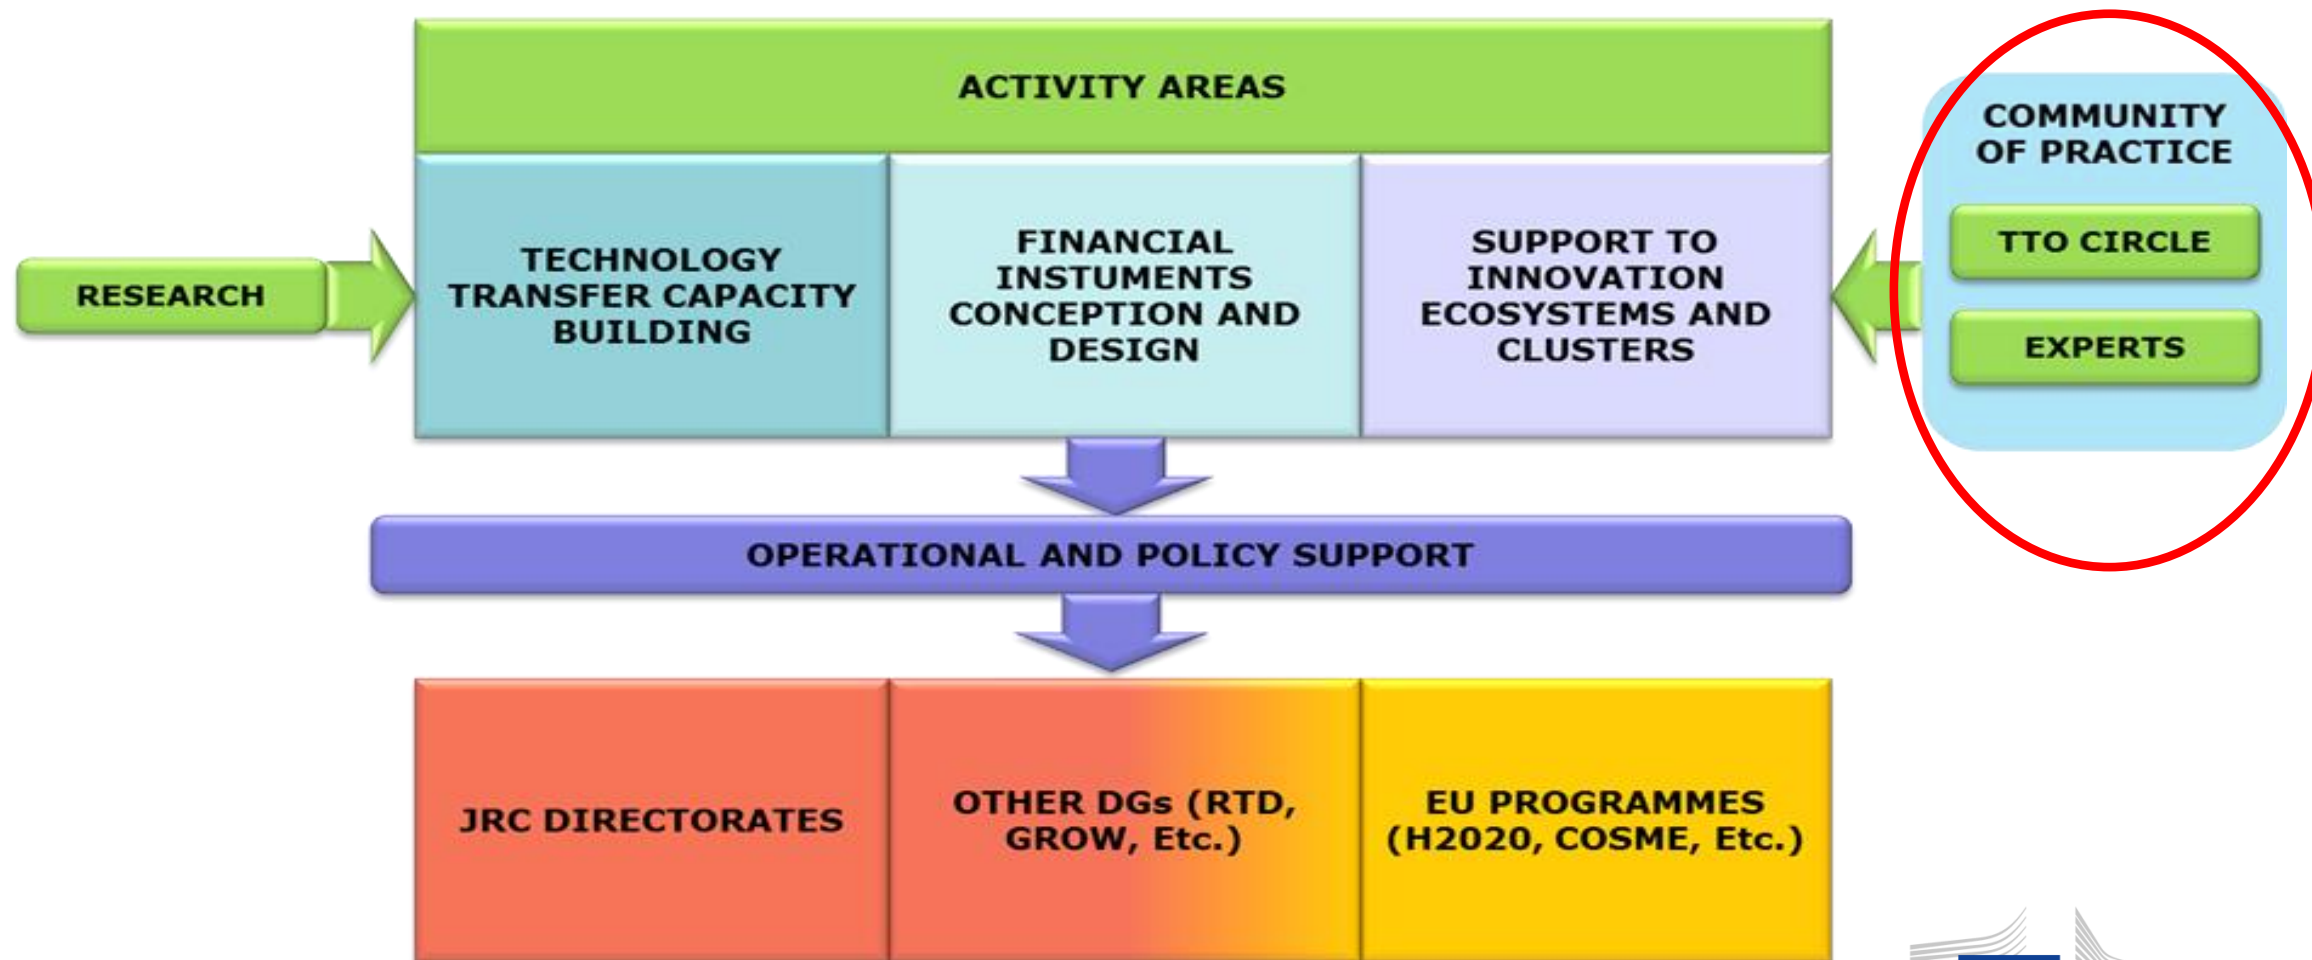 ACTIVITY AREAS
RESEARCH
TECHNOLOGY
TRANSFER CAPACITY
BUILDING
FINANCIAL
INSTUMENTS
CONCEPTION AND
DESIGN
SUPPORT TO
INNOVATION
ECOSYSTEMS AND
CLUSTERS
COMMUNITY
OF PRACTICE
TTO CIRCLE
EXPERTS
OPERATIONAL AND POLICY SUPPORT
JRC DIRECTORATES
OTHER DGs (RTD,
GROW, Etc.)
EU PROGRAMMES
(H2020, COSME, Etc.)